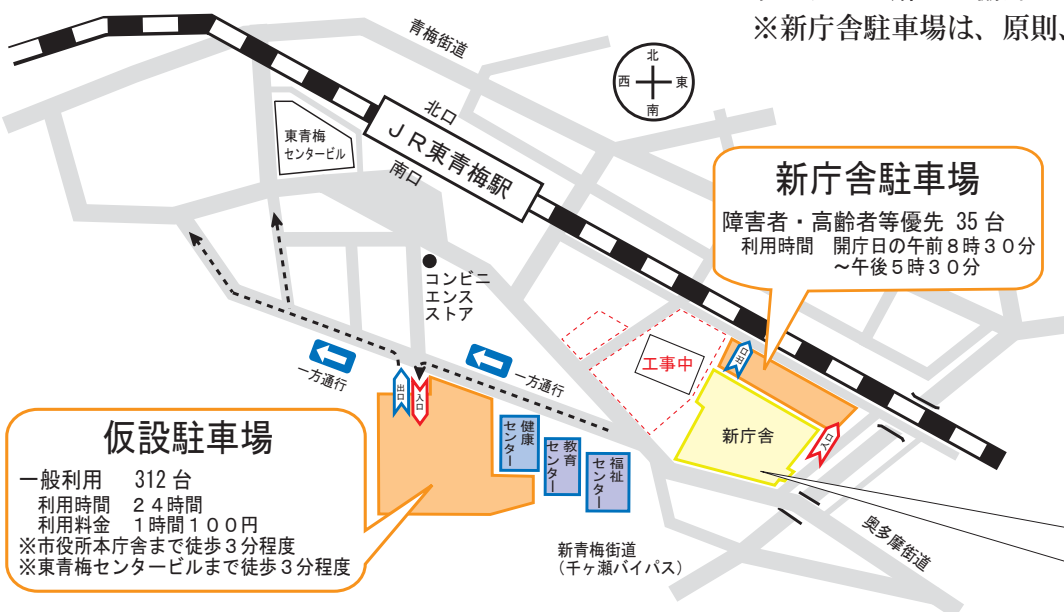 ※新庁舎駐車場は、原則、
青梅街道
北
西 東
南
北口
JR東青梅駅
南口
東青梅
センタービル
新庁舎駐車場
障害者・高齢者等優先 35台
利用時間 開庁日の午前8時30分
~午後5時30分
コンビニ
エンス
ストア
工事中
出口
一方通行
一方通行
出口
入口
新庁舎
入口
健康
センター
教育
センター
福祉
センター
仮設駐車場
一般利用 312台
利用時間 24時間
利用料金 1時間100円
※市役所本庁舎まで徒歩3分程度
※東青梅センタービルまで徒歩3分程度
新青梅街道
(千ヶ瀬バイパス)
奥多摩街道